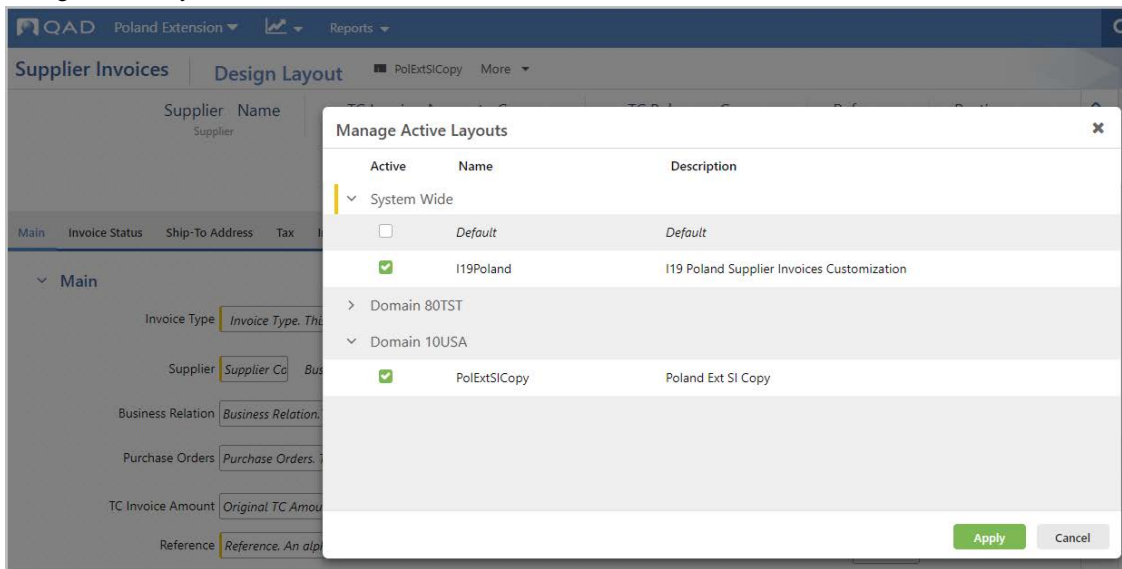 QAD Poland Extension Reports
Supplier Invoices Design Layout PolExtSICopy More
Supplier Name
Supplier
Manage Active Layouts
Active Name Description
System Wide
Default Default
I19Poland I19 Poland Supplier Invoices Customization
Domain 80TST
Domain 10USA
PolExtSICopy Poland Ext SI Copy
Apply Cancel
Main Invoice Status Ship-To Address Tax
Main
Invoice Type Invoice Type. This
Supplier Supplier Co Bus
Business Relation Business Relation.
Purchase Orders Purchase Orders.
TC Invoice Amount Original TC Amou
Reference Reference. An alp